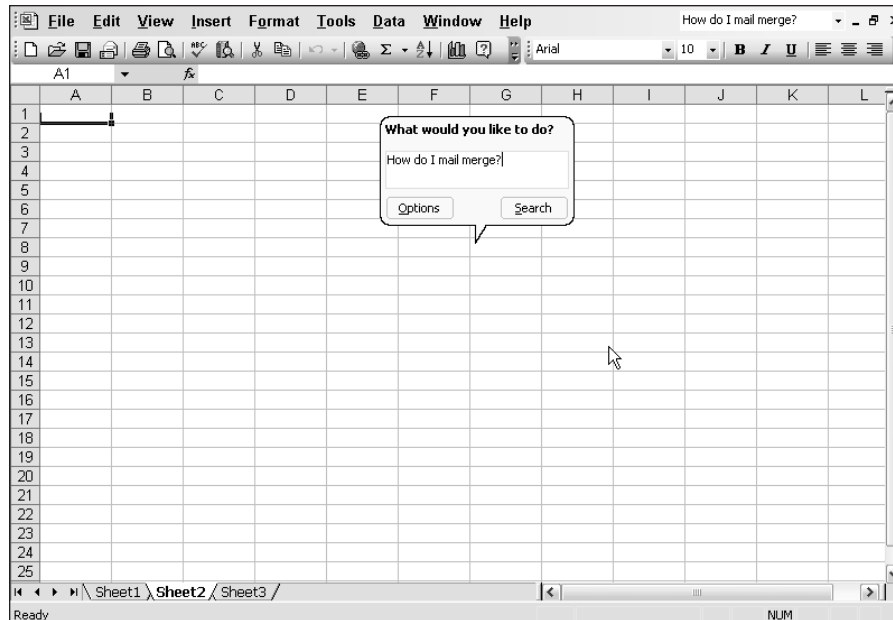 File Edit View Insert Format Tools Data Window Help How do I mail merge?
ABC Σ A Z ? Arial 10 B I U
A1 fx
A B C D E F G H I J K L
1
2
3
4
5
6
7
8
9
10
11
12
13
14
15
16
17
18
19
20
21
22
23
24
25
What would you like to do?
How do I mail merge?
Options Search
Sheet1 Sheet2 Sheet3
Ready NUM